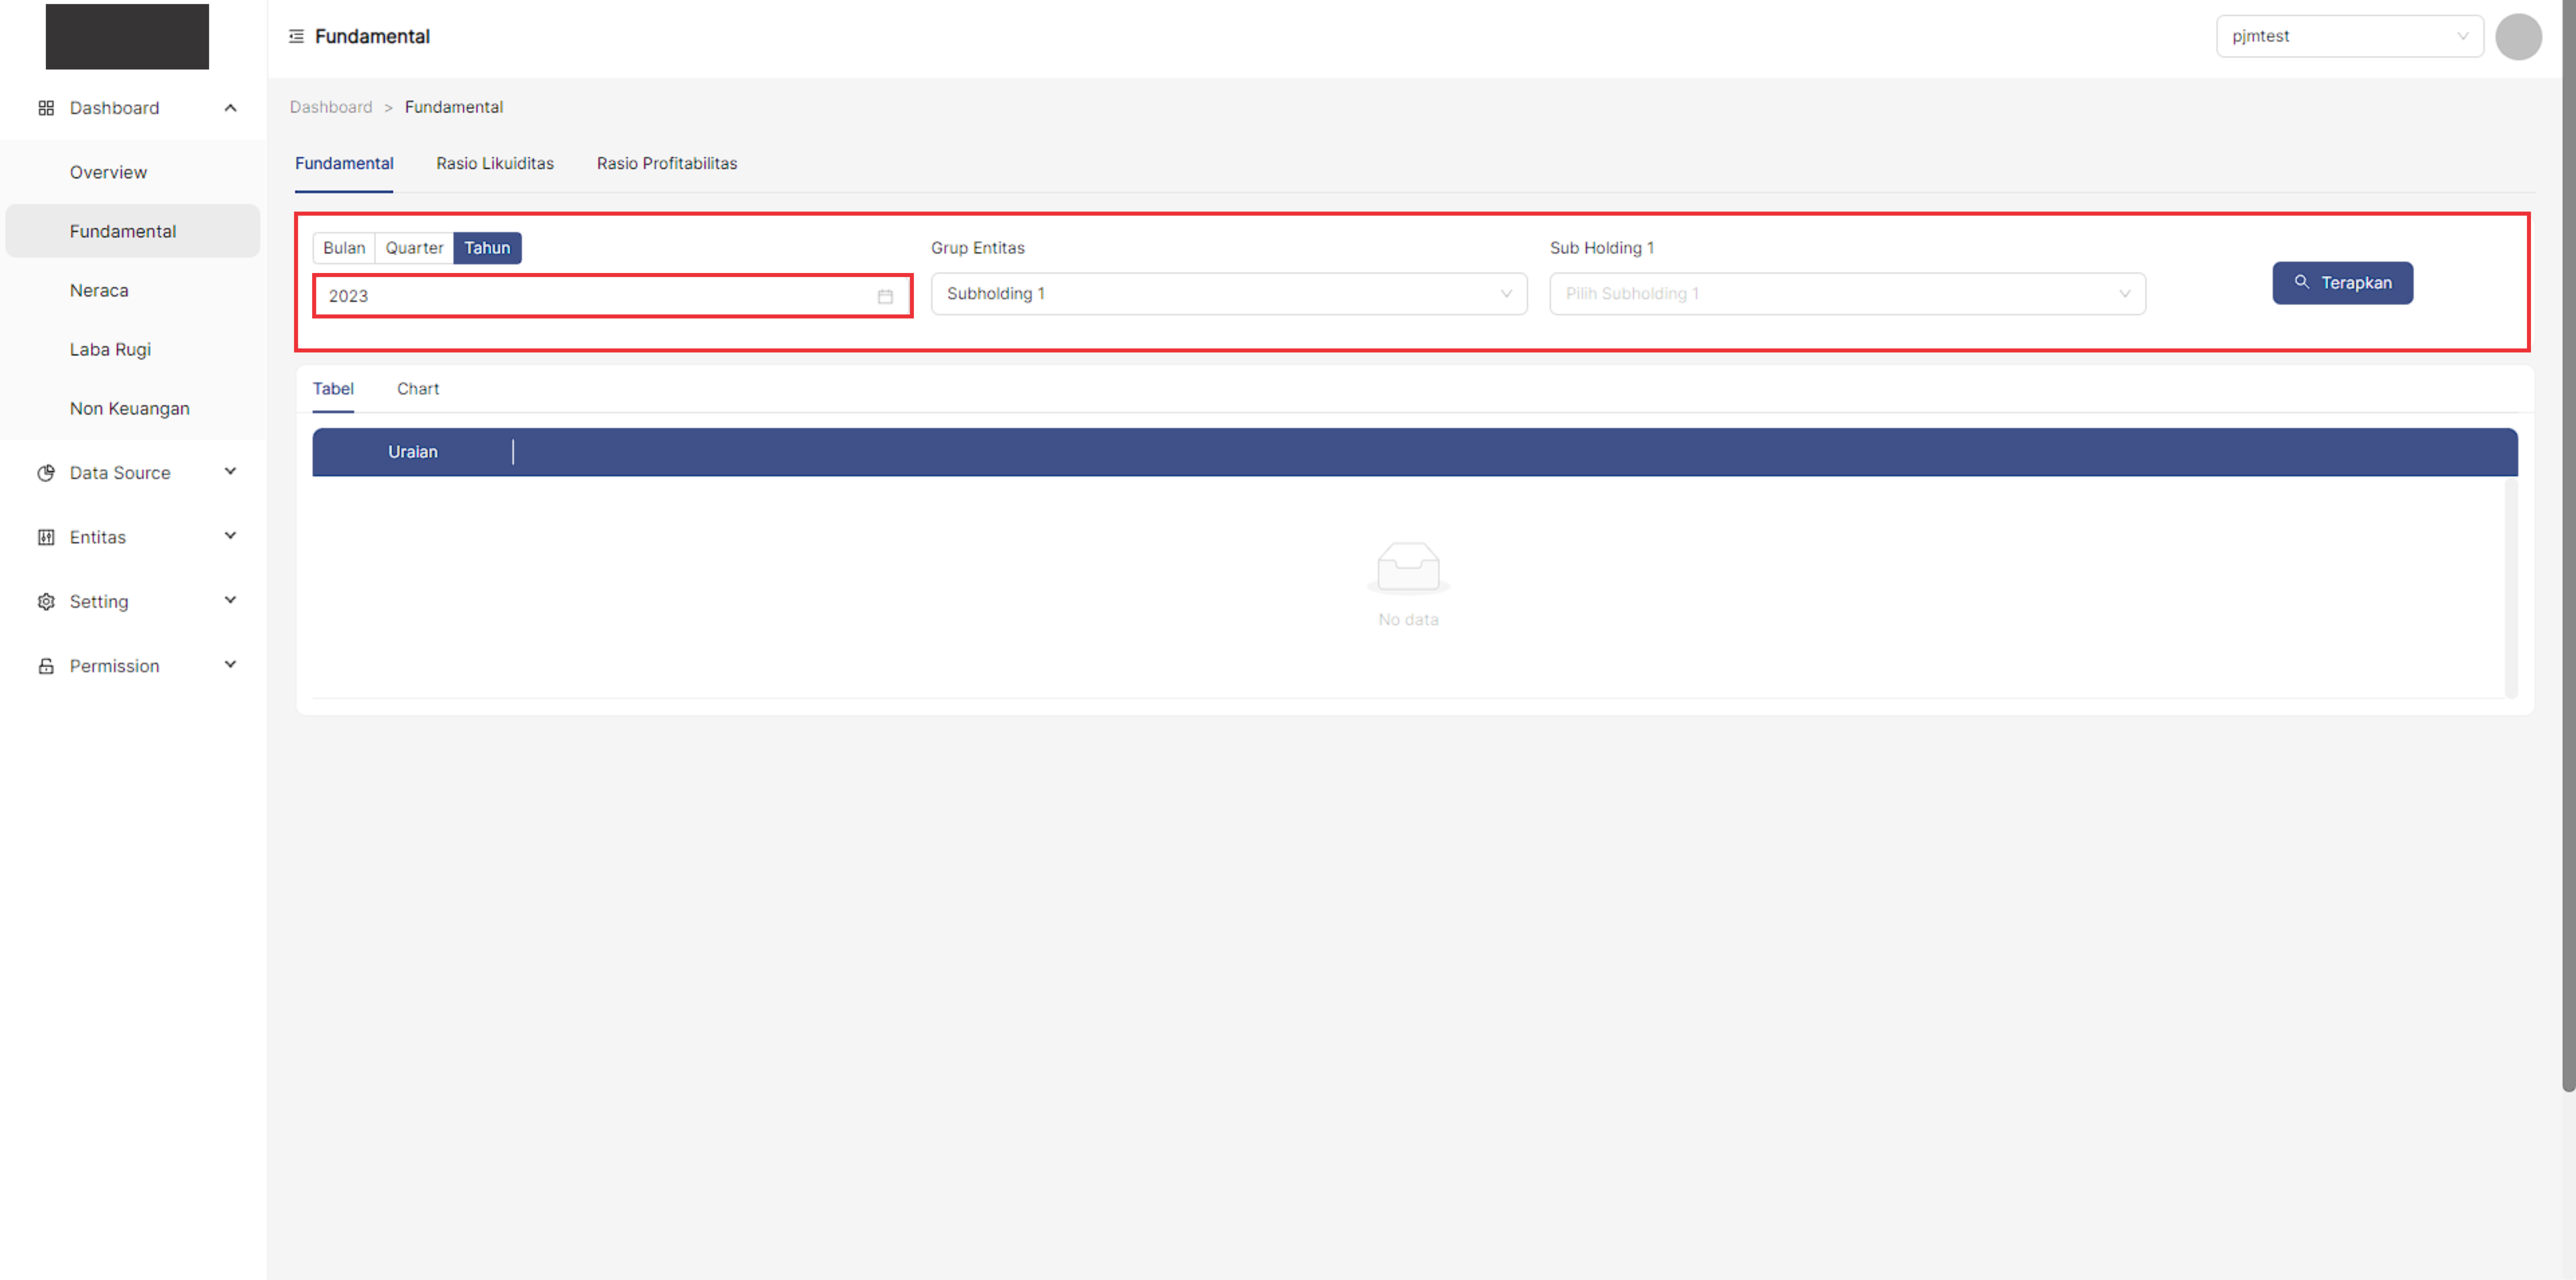 Fundamental
pjmtest
Dashboard
Overview
Fundamental
Neraca
Laba Rugi
Non Keuangan
Data Source
Entitas
Setting
Permission
Dashboard > Fundamental
Fundamental Rasio Likuiditas Rasio Profitabilitas
Bulan Quarter Tahun
2023
Grup Entitas
Subholding 1
Sub Holding 1
Pilih Subholding 1
Terapkan
Tabel Chart
Uraian
No data